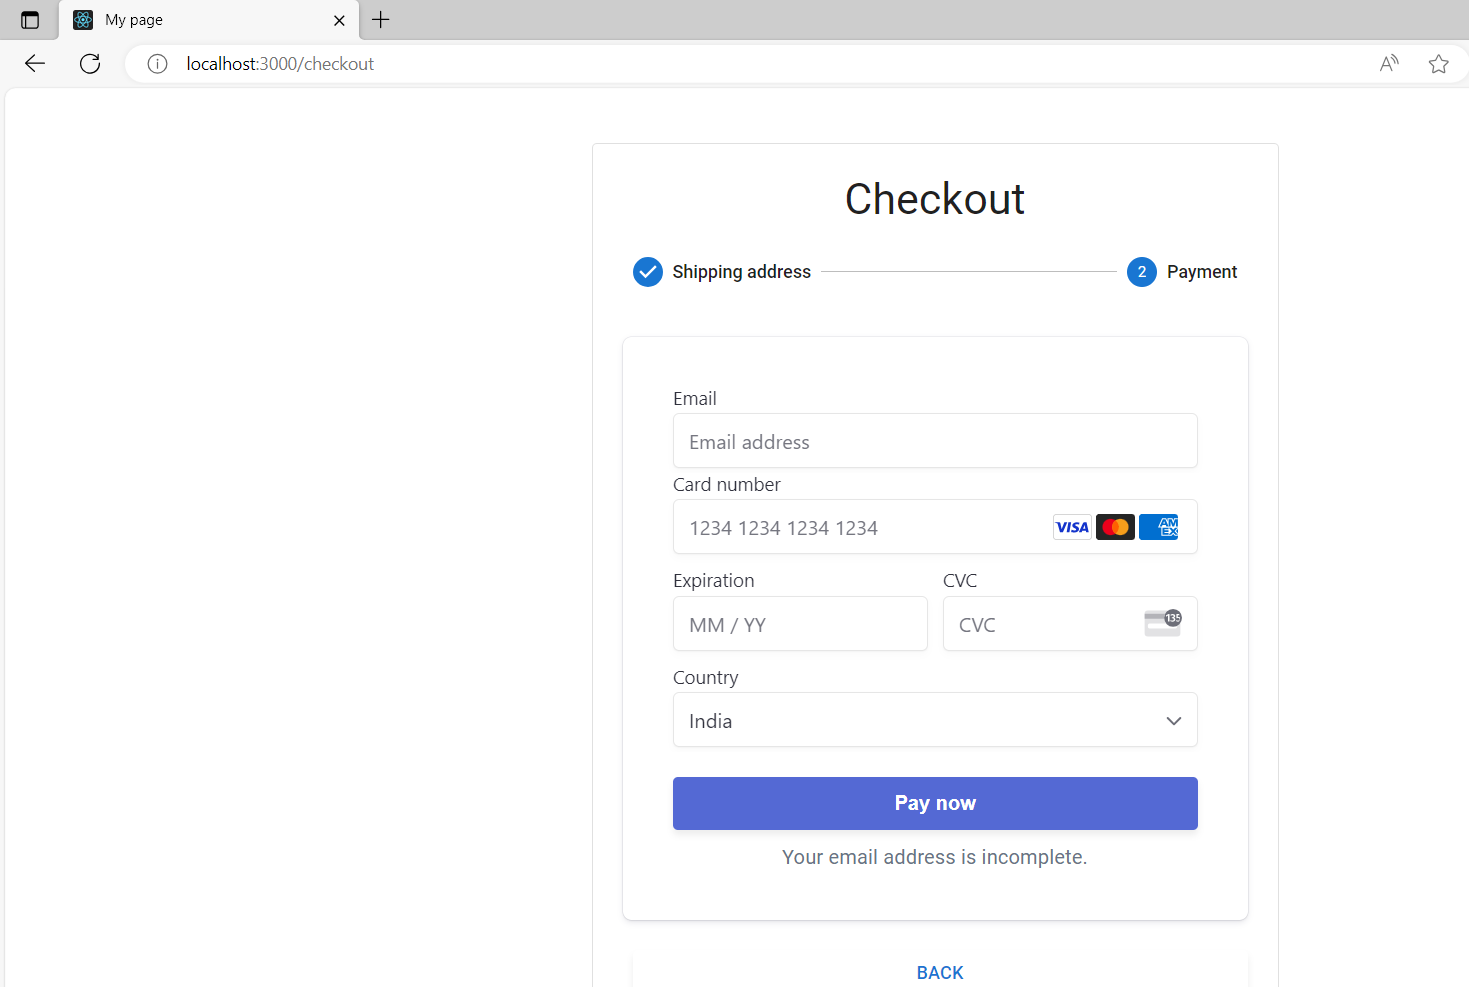 My page
localhost:3000/checkout
Checkout
Shipping address 2 Payment
Email
Email address
Card number
1234 1234 1234 1234 VISA AM EX
Expiration CVC
MM / YY CVC 135
Country
India
Pay now
Your email address is incomplete.
BACK